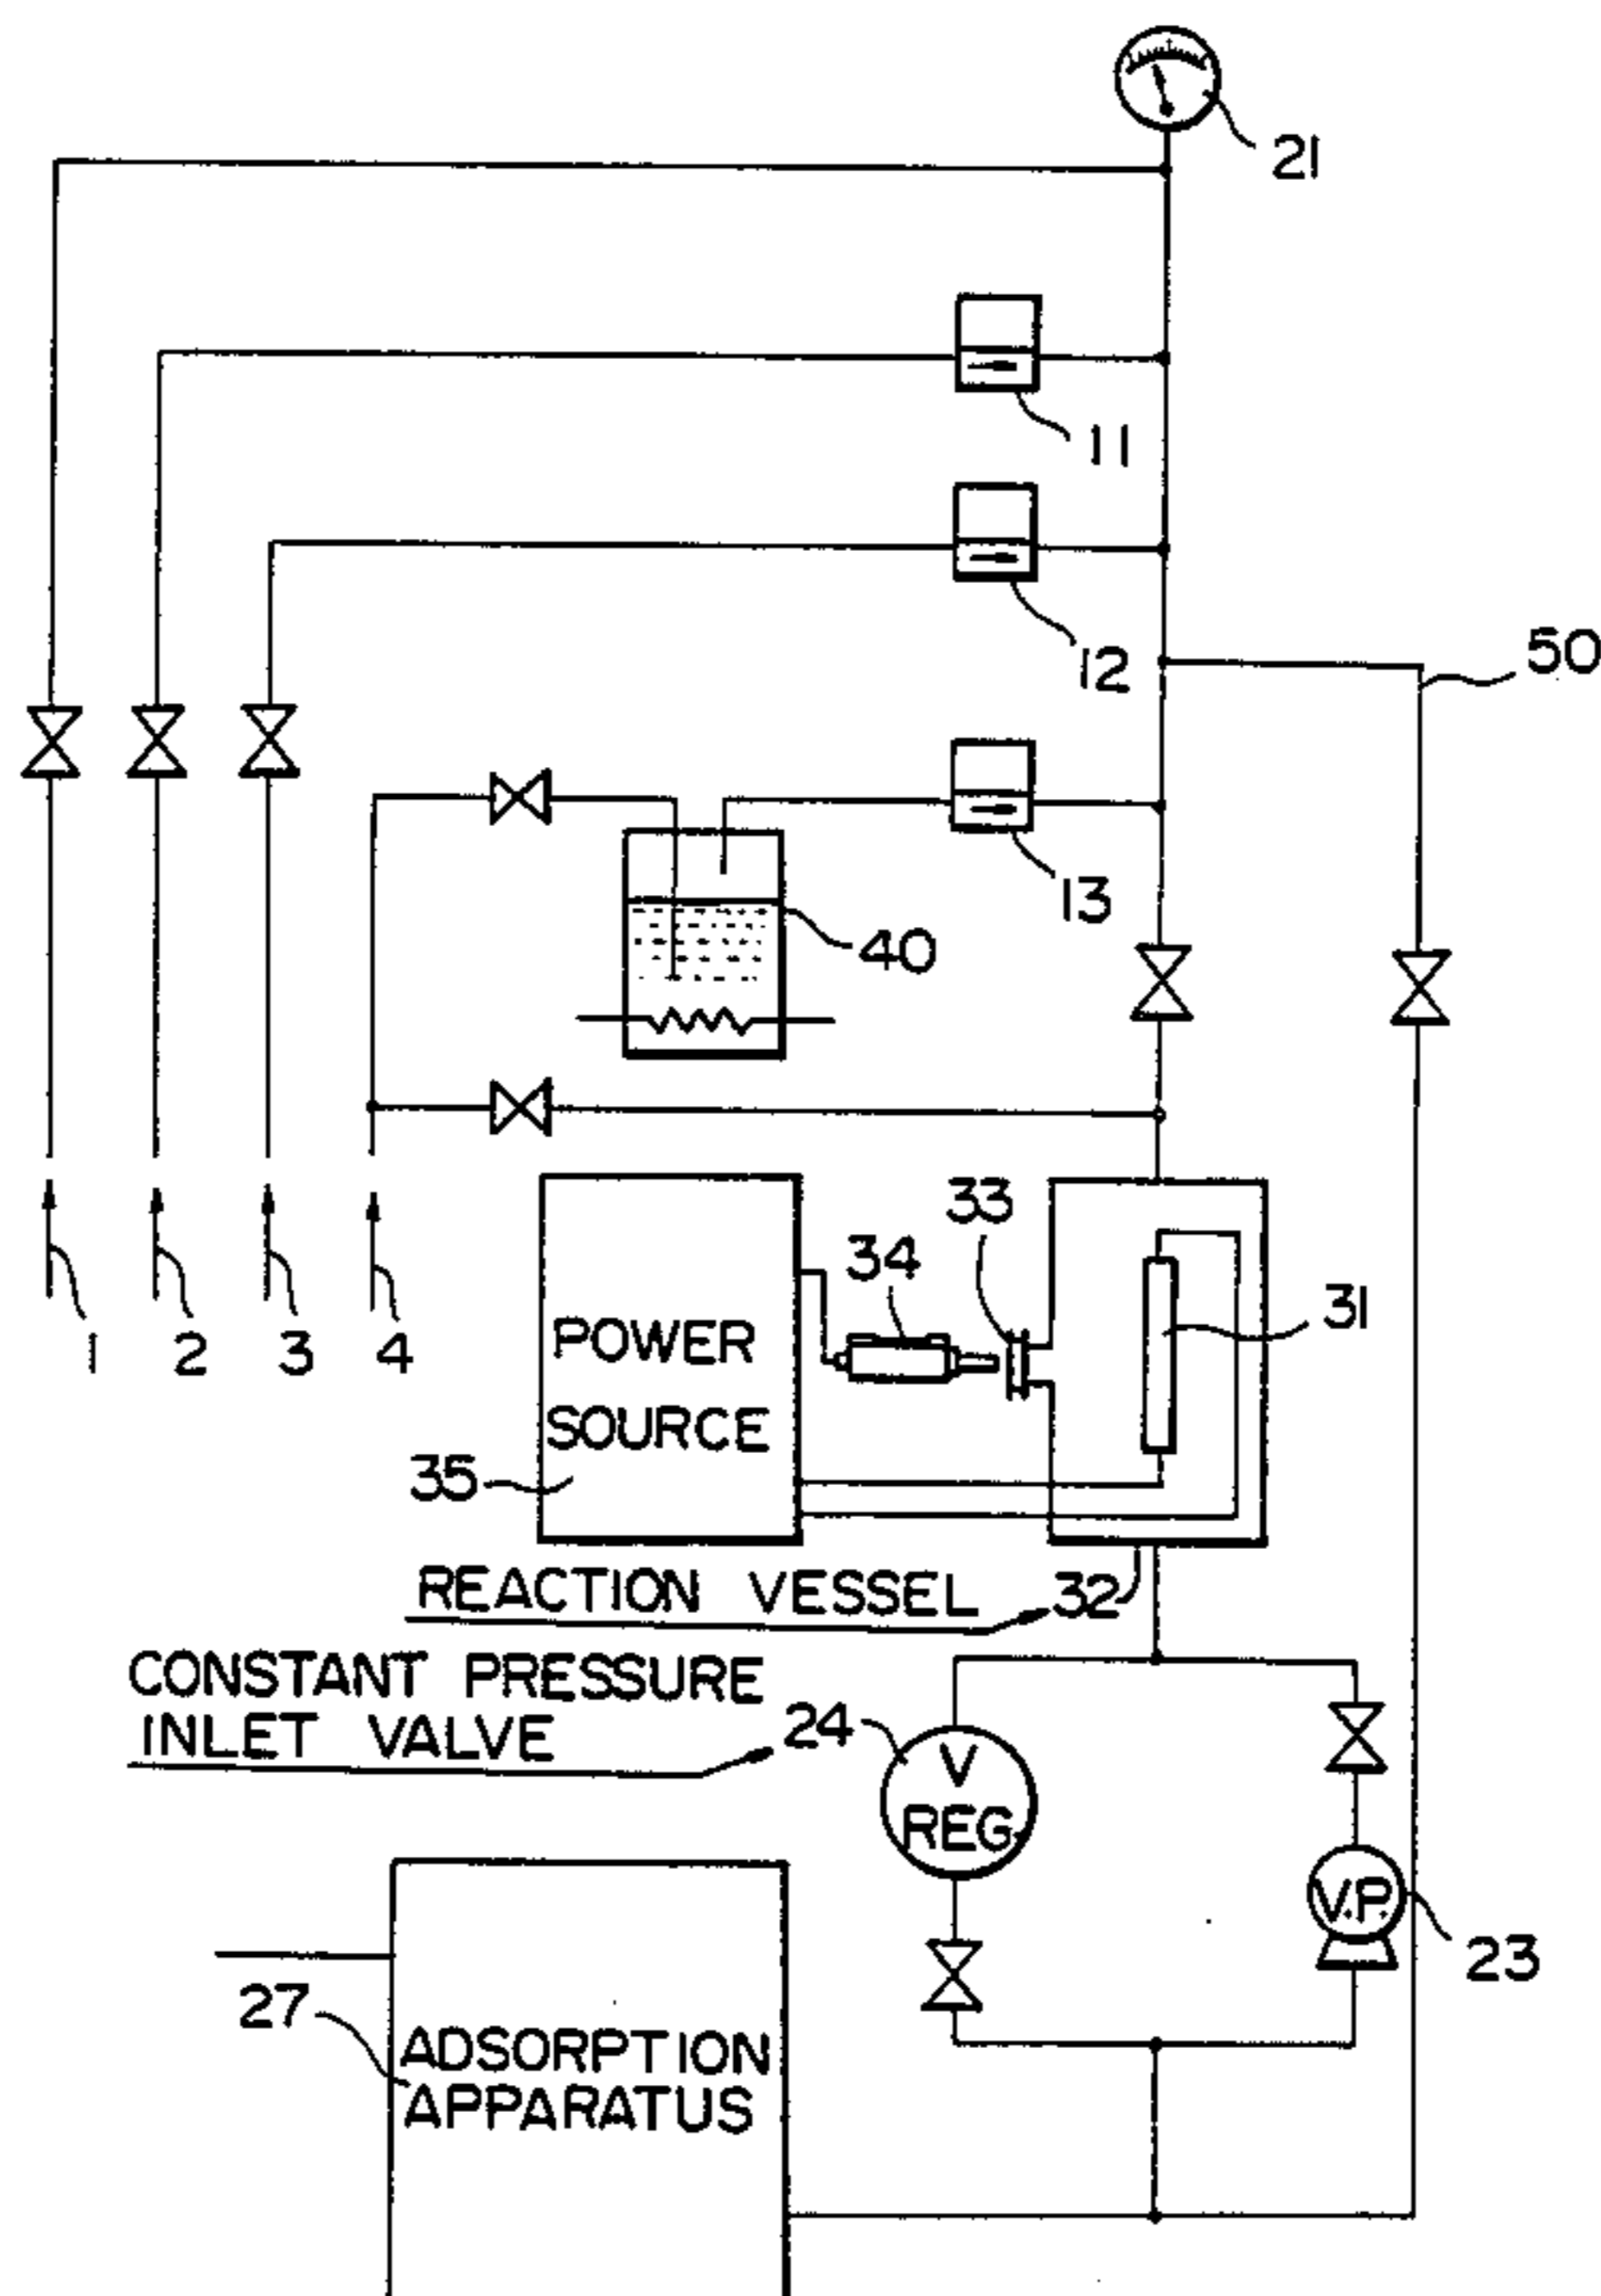 21
11
12
50
13
40
33
34
31
1
2
3
4
POWER
SOURCE
35
REACTION VESSEL
32
CONSTANT PRESSURE
INLET VALVE
24
V
REG.
V.P.
23
27
ADSORPTION
APPARATUS